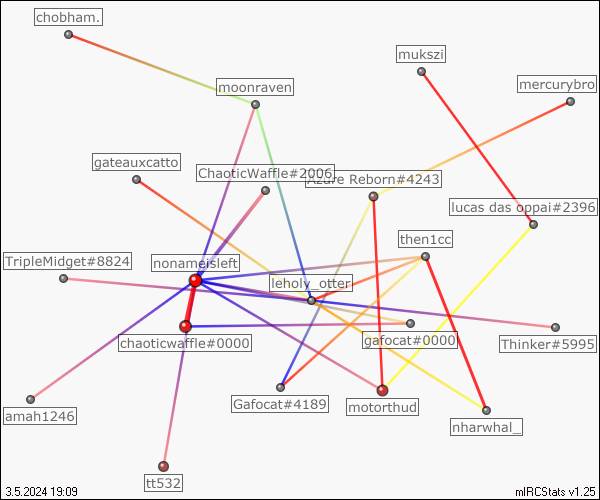 chobham.
mukszi
moonraven
mercurybro
gateauxcatto
ChaoticWaffle#2006
Azure Reborn#4243
lucas das oppai#2396
then1cc
TripleMidget#8824
nonameisleft
leholy_otter
chaoticwaffle#0000
gafocat#0000
Thinker#5995
amah1246
Gafocat#4189
motorthud
nharwhal_
tt532
3.5.2024 19:09
mIRCStats v1.25